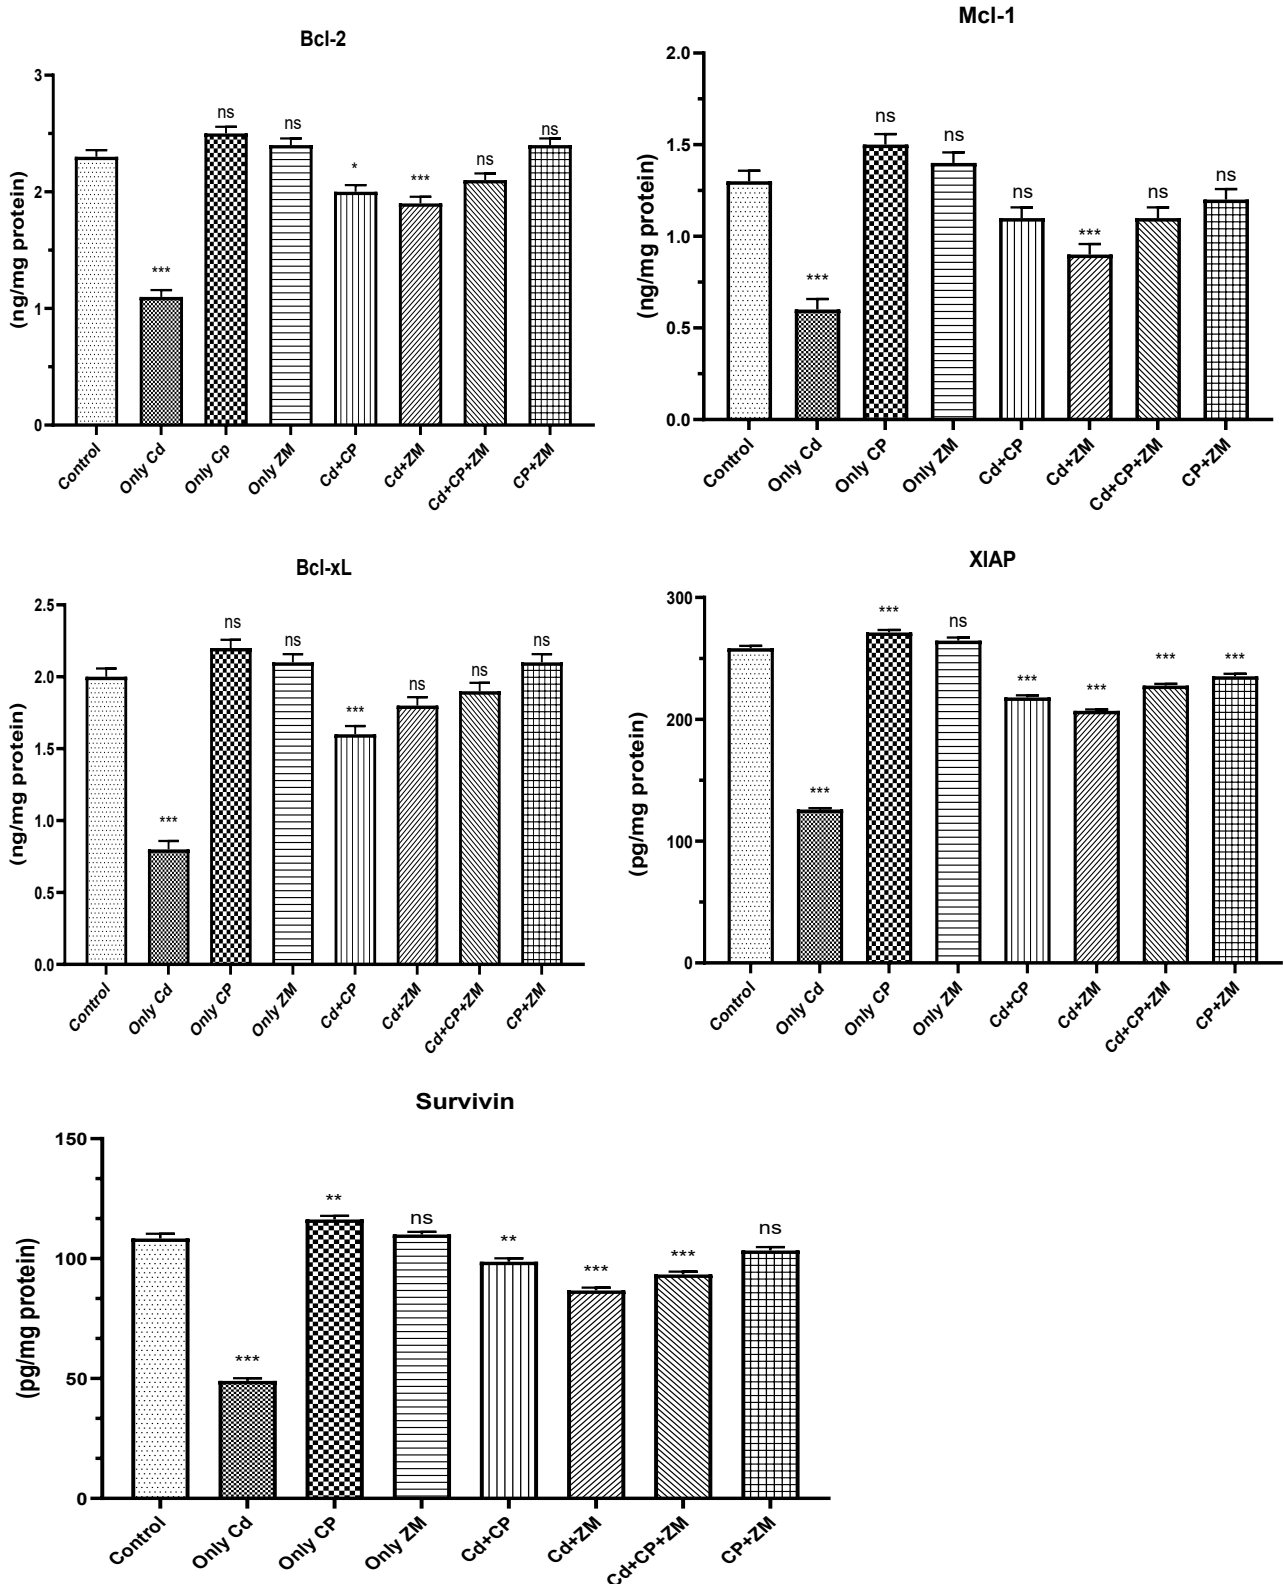 Bcl-2
(ng/mg protein)
3
2
1
0
ns
ns
*
***
ns
ns
***
Control
Only Cd
Only Cp
Only ZM
Cd+CP
Cd+ZM
Cd+CP+ZM
CP+ZM
Mcl-1
(ng/mg protein)
2.0
1.5
1.0
0.5
0.0
***
ns
ns
ns
***
ns
ns
Control
Only Cd
Only CP
Only ZM
Cd+CP
Cd+ZM
Cd+CP+ZM
CP+ZM
Bcl-xL
(ng/mg protein)
2.5
2.0
1.5
1.0
0.5
0.0
***
ns
ns
***
ns
ns
ns
Control
Only Cd
Only CP
Only ZM
Cd+CP
Cd+ZM
Cd+CP+ZM
CP+ZM
XIAP
(pg/mg protein)
300
200
100
0
***
***
ns
***
***
***
***
Control
Only Cd
Only CP
Only ZM
Cd+CP
Cd+ZM
Cd+CP+ZM
CP+ZM
Survivin
(pg/mg protein)
150
100
50
0
***
**
ns
**
***
***
ns
Control
Only Cd
Only CP
Only ZM
Cd+CP
Cd+ZM
Cd+CP+ZM
CP+ZM